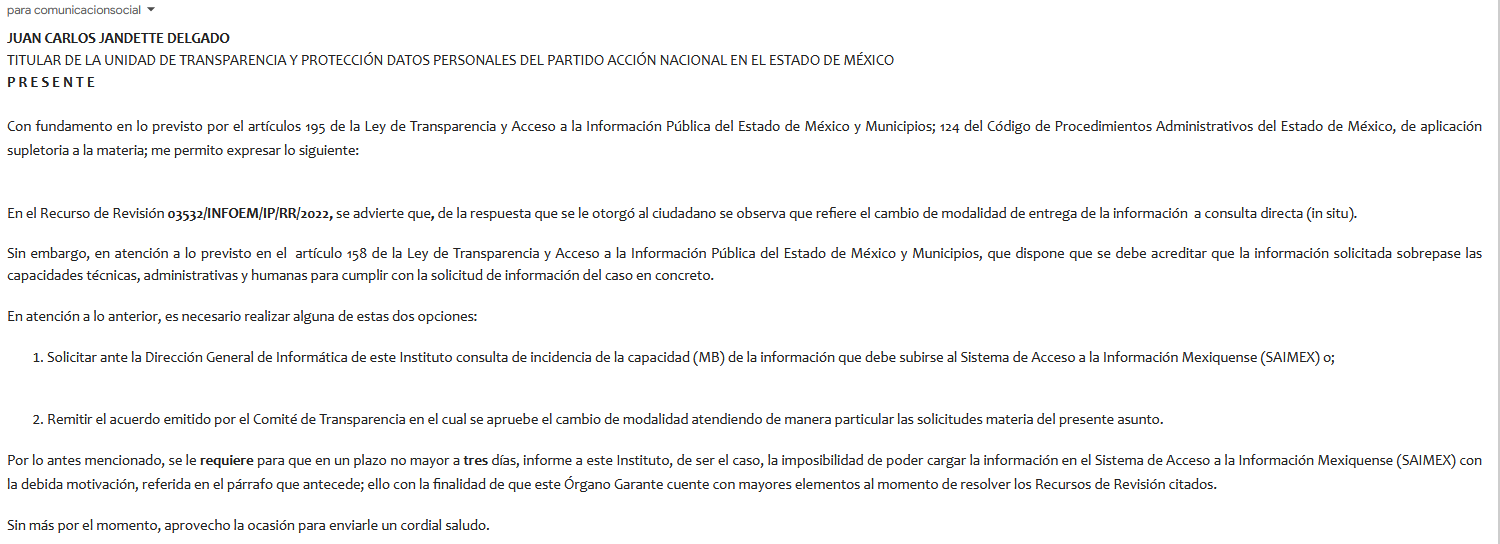 para comunicacionsocial
JUAN CARLOS JANDETTE DELGADO
TITULAR DE LA UNIDAD DE TRANSPARENCIA Y PROTECCIÓN DATOS PERSONALES DEL PARTIDO ACCIÓN NACIONAL EN EL ESTADO DE MÉXICO
P R E S E N T E
Con fundamento en lo previsto por el artículos 195 de la Ley de Transparencia y Acceso a la Información Pública del Estado de México y Municipios; 124 del Código de Procedimientos Administrativos del Estado de México, de aplicación
supletoria a la materia; me permito expresar lo siguiente:
En el Recurso de Revisión 03532/INFOEM/IP/RR/2022, se advierte que, de la respuesta que se le otorgó al ciudadano se observa que refiere el cambio de modalidad de entrega de la información a consulta directa (in situ).
Sin embargo, en atención a lo previsto en el artículo 158 de la Ley de Transparencia y Acceso a la Información Pública del Estado de México y Municipios, que dispone que se debe acreditar que la información solicitada sobrepase las
capacidades técnicas, administrativas y humanas para cumplir con la solicitud de información del caso en concreto.
En atención a lo anterior, es necesario realizar alguna de estas dos opciones:
1. Solicitar ante la Dirección General de Informática de este Instituto consulta de incidencia de la capacidad (MB) de la información que debe subirse al Sistema de Acceso a la Información Mexiquense (SAIMEX) o;
2. Remitir el acuerdo emitido por el Comité de Transparencia en el cual se apruebe el cambio de modalidad atendiendo de manera particular las solicitudes materia del presente asunto.
Por lo antes mencionado, se le requiere para que en un plazo no mayor a tres días, informe a este Instituto, de ser el caso, la imposibilidad de poder cargar la información en el Sistema de Acceso a la Información Mexiquense (SAIMEX) con
la debida motivación, referida en el párrafo que antecede; ello con la finalidad de que este Órgano Garante cuente con mayores elementos al momento de resolver los Recursos de Revisión citados.
Sin más por el momento, aprovecho la ocasión para enviarle un cordial saludo.